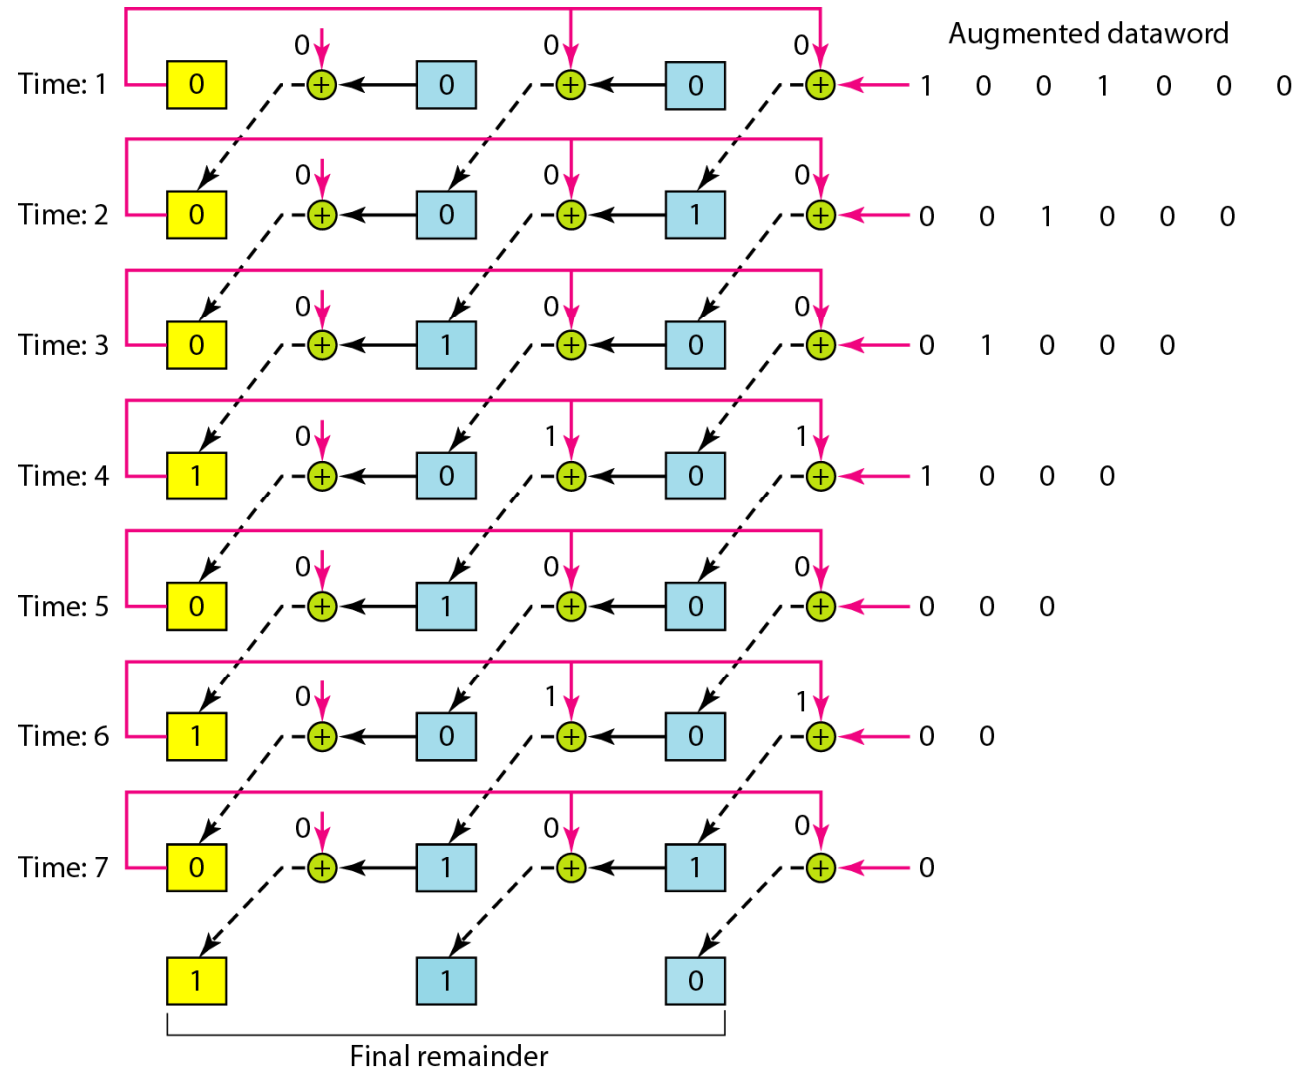 Augmented dataword
0 0 0
Time: 1 0 + 0 + 0 + 1 0 0 1 0 0 0
0 0 0
Time: 2 0 + 0 + 1 + 0 0 1 0 0 0
0 0 0
Time: 3 0 + 1 + 0 + 0 1 0 0 0
0 1 1
Time: 4 1 + 0 + 0 + 1 0 0 0
0 0 0
Time: 5 0 + 1 + 0 + 0 0 0
0 1 1
Time: 6 1 + 0 + 0 + 0 0
0 0 0
Time: 7 0 + 1 + 1 + 0
1 1 0
Final remainder